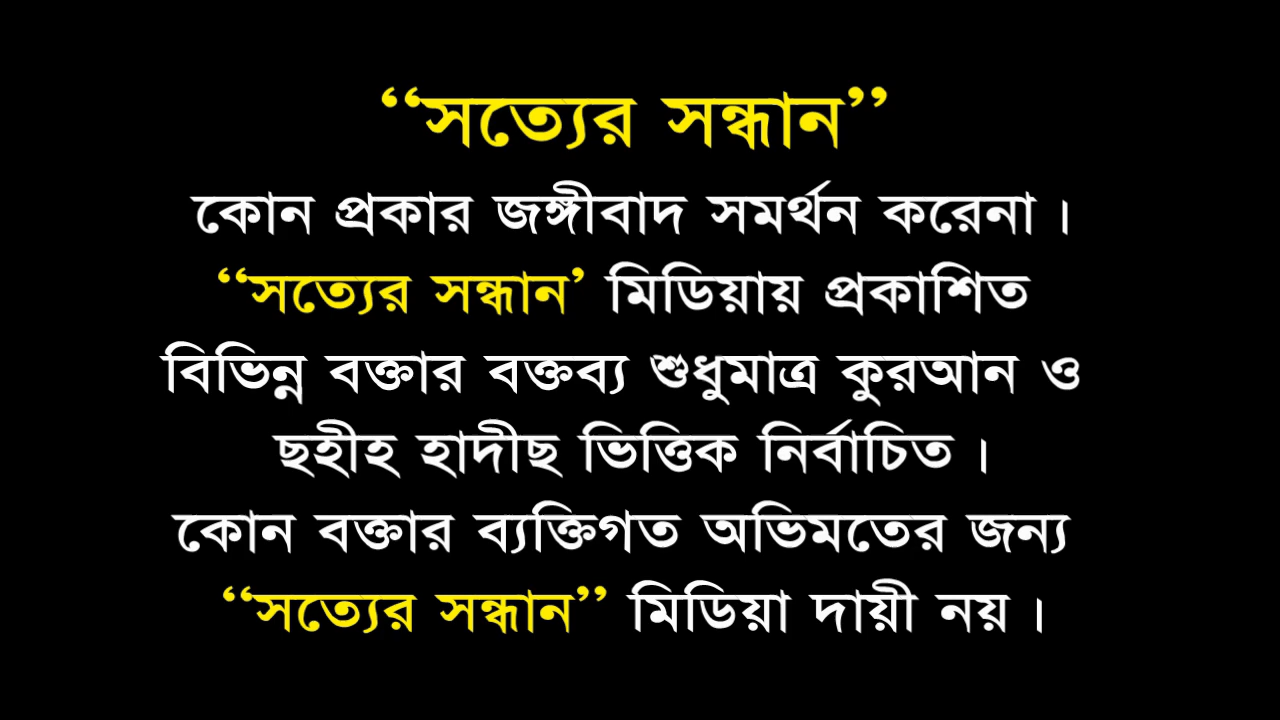 ‘‘সত্যের সন্ধান’’
কোন প্রকার জঙ্গীবাদ সমর্থন করেনা।
‘‘সত্যের সন্ধান’ মিডিয়ায় প্রকাশিত
বিভিন্ন বক্তার বক্তব্য শুধুমাত্র কুরআন ও
ছহীহ হাদীছ ভিত্তিক নির্বাচিত।
কোন বক্তার ব্যক্তিগত অভিমতের জন্য
‘‘সত্যের সন্ধান’’ মিডিয়া দায়ী নয়।